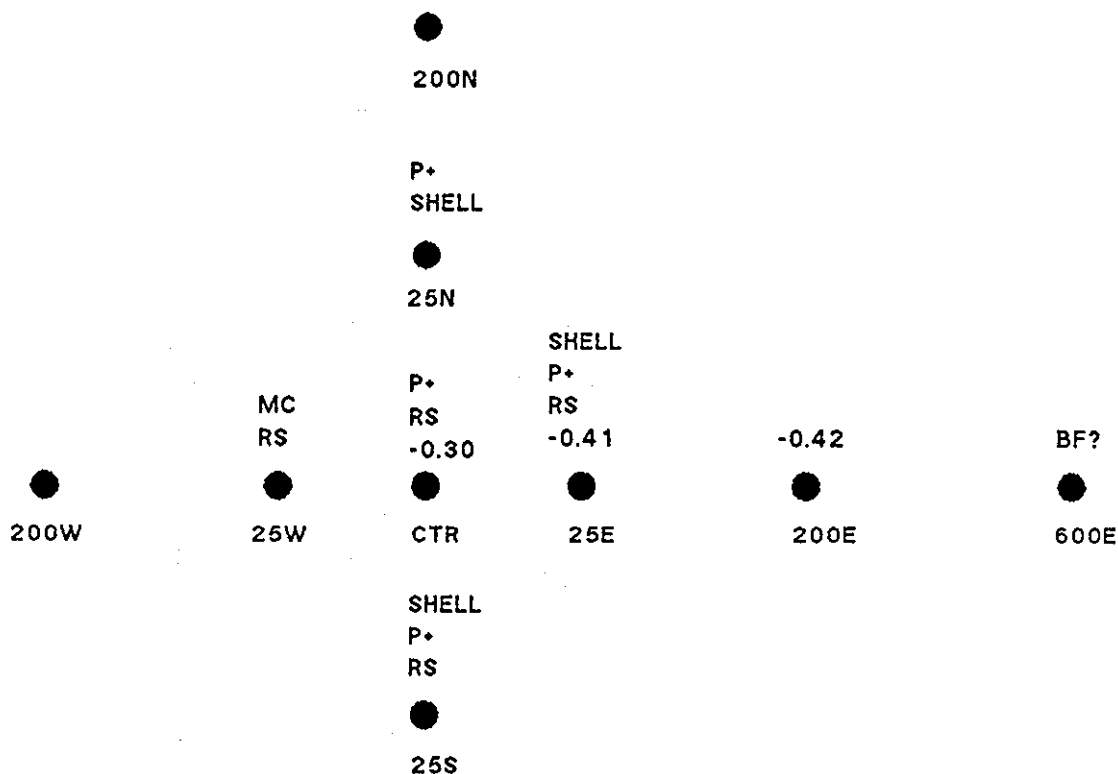 200N
P+
SHELL
25N
SHELL
P+
RS
-0.41
P+
RS
-0.30
MC
RS
-0.42
BF?
200W
25W
CTR
25E
200E
600E
SHELL
P+
RS
25S